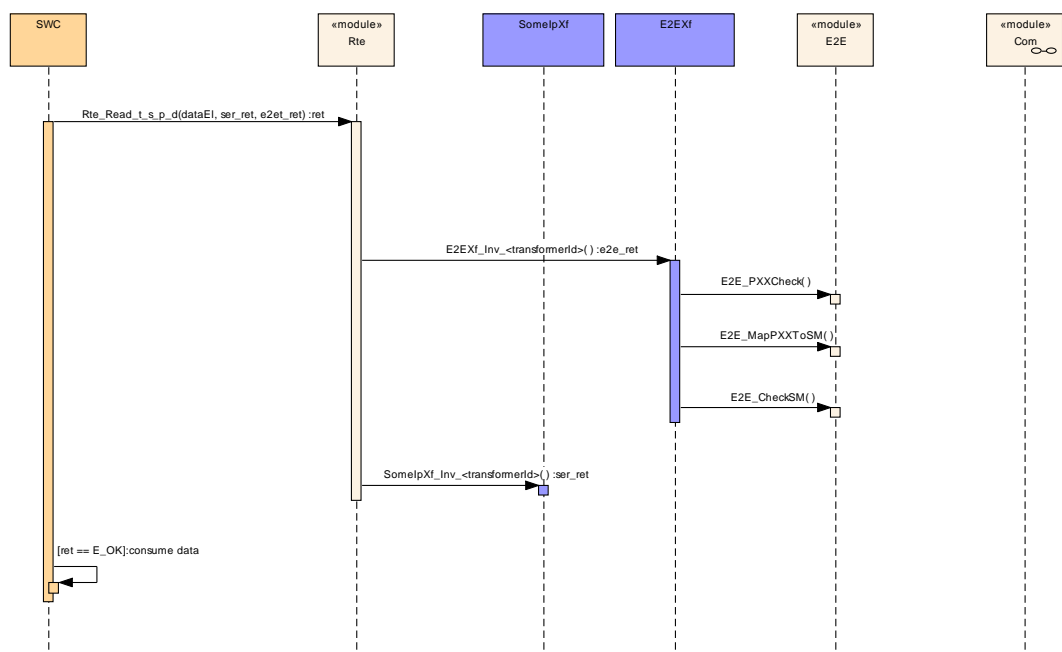 SWC
«module»
Rte
SomeIpXf
E2EXf
«module»
E2E
«module»
Com
Rte_Read_t_s_p_d(dataEl, ser_ret, e2et_ret) :ret
E2EXf_Inv_<transformerId>() :e2e_ret
E2E_PXXCheck()
E2E_MapPXXToSM()
E2E_CheckSM()
SomeIpXf_Inv_<transformerId>() :ser_ret
[ret == E_OK]:consume data